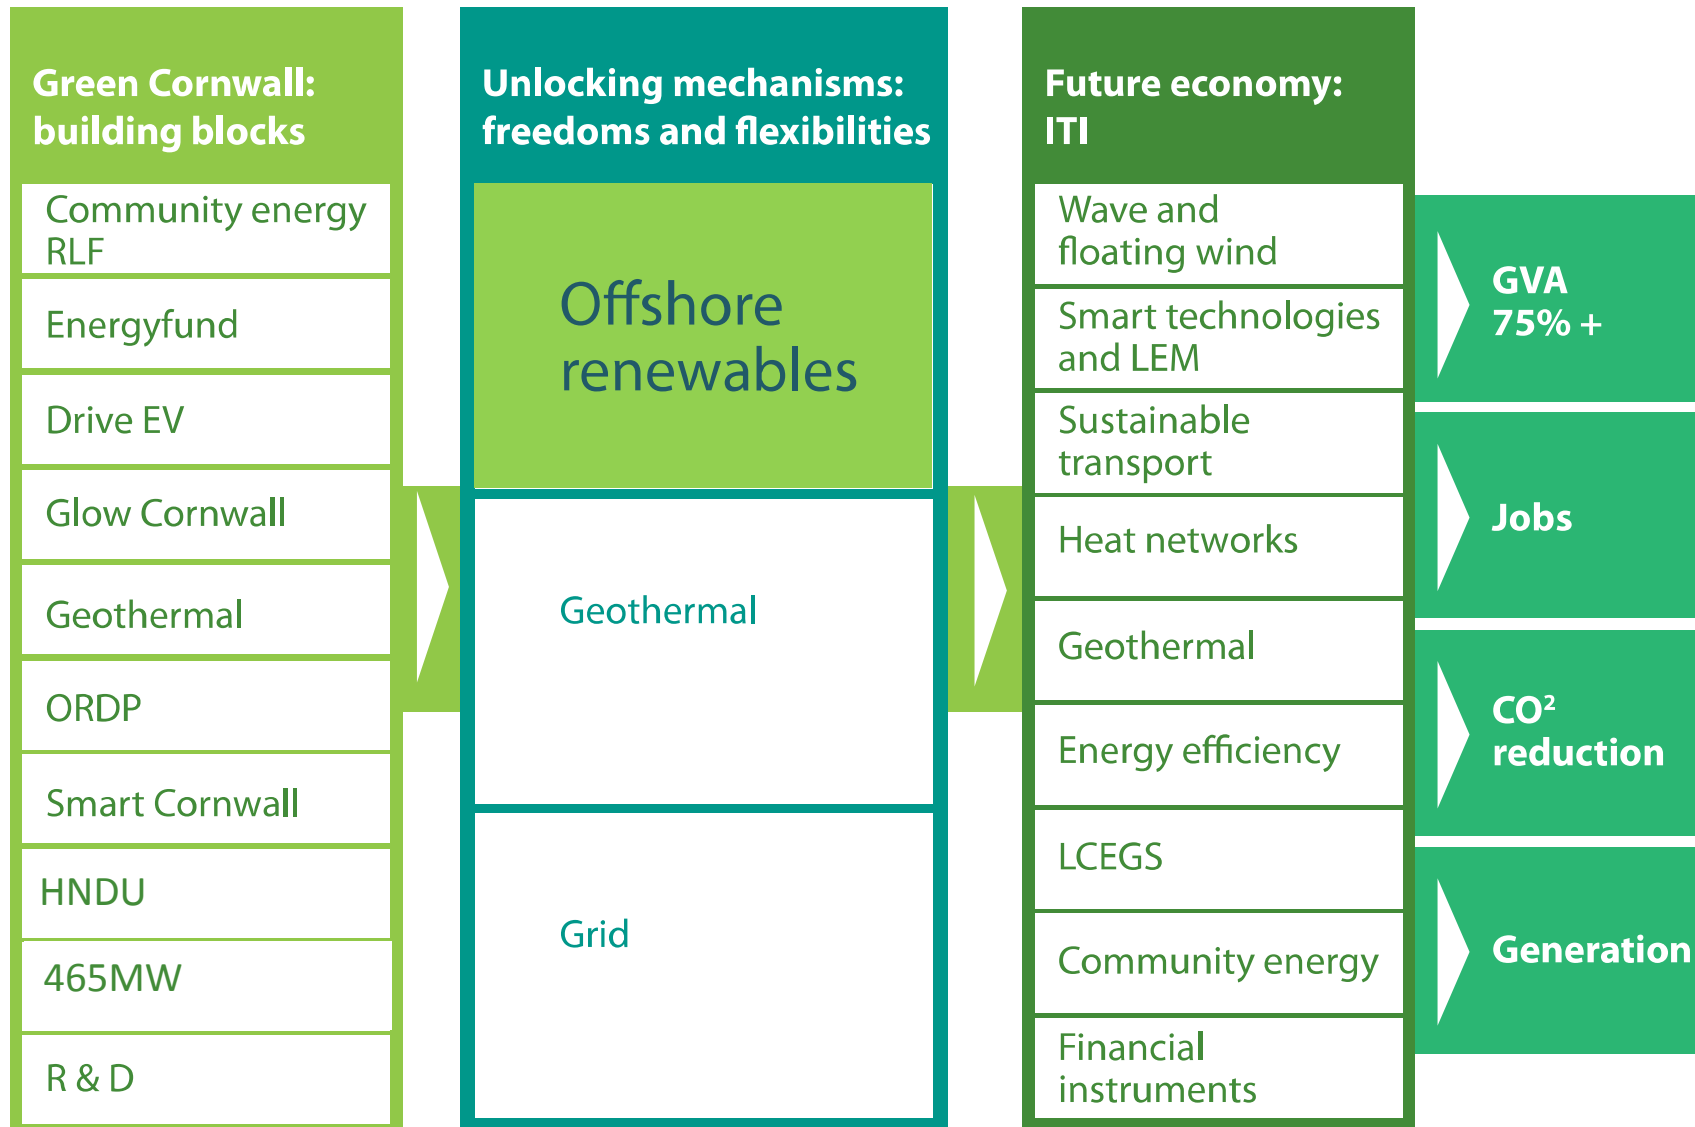 Green Cornwall:
building blocks
Community energy
RLF
Energyfund
Drive EV
Glow Cornwall
Geothermal
ORDP
Smart Cornwall
HNDU
465MW
R & D
Unlocking mechanisms:
freedoms and flexibilities
Offshore
renewables
Geothermal
Grid
Future economy:
ITI
Wave and
floating wind
Smart technologies
and LEM
Sustainable
transport
Heat networks
Geothermal
Energy efficiency
LCEGS
Community energy
Financial
instruments
GVA
75% +
Jobs
CO²
reduction
Generation